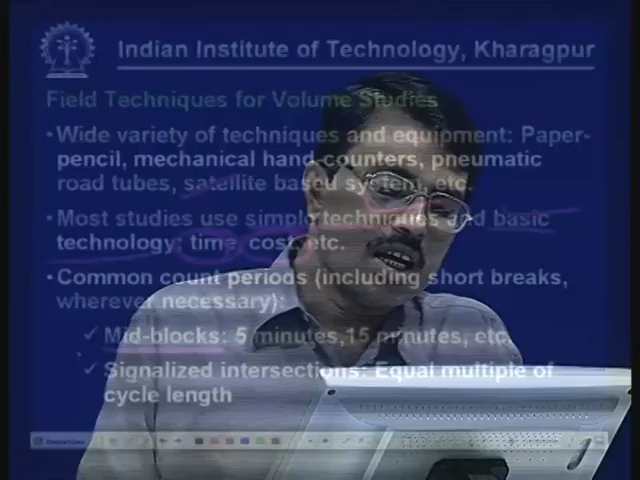 Indian Institute of Technology, Kharagpur
Field Techniques for Volume Studies
•Wide variety of techniques and equipment: Paper-
pencil, mechanical hand-counters, pneumatic
road tubes, satellite based system, etc.
•Most studies use simple techniques and basic
technology: time, cost, etc.
•Common count periods (including short breaks,
wherever necessary):
✓ Mid-blocks: 5 minutes,15 minutes, etc.
✓ Signalized intersections: Equal multiple of
cycle length